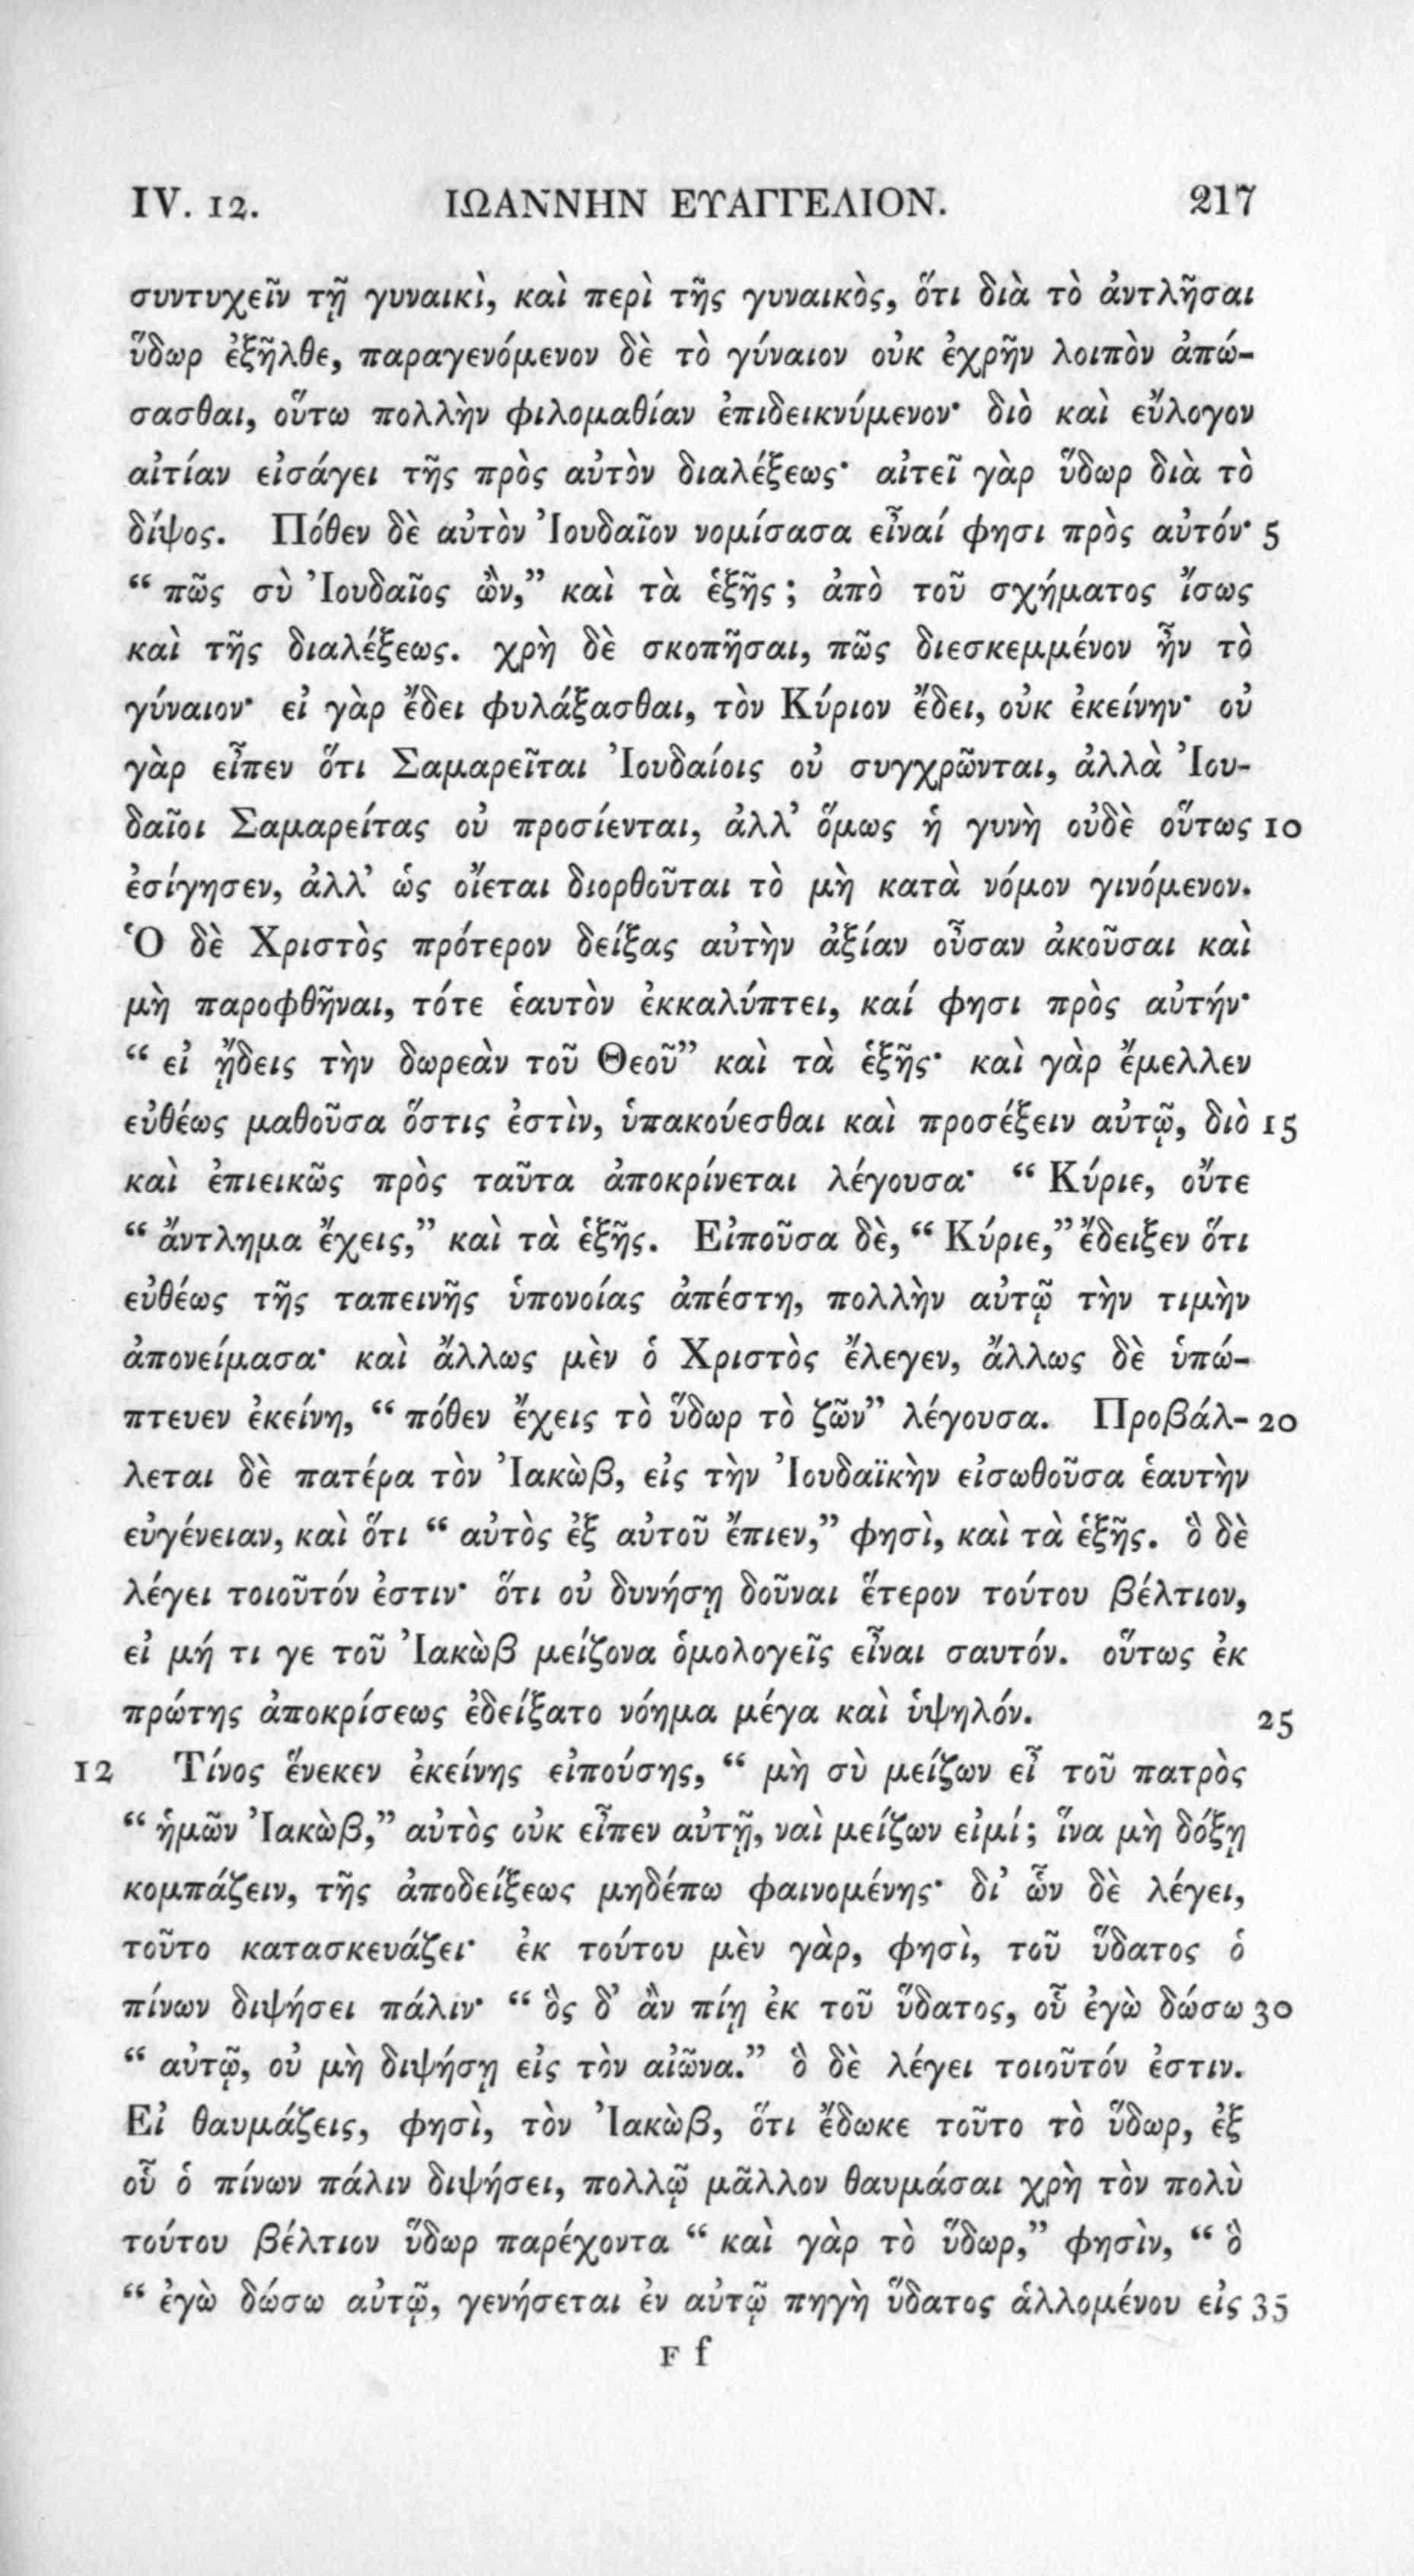 IV. 12. ΙΩΑΝΝΗΝ ΕΥΑΓΓΕΛΙΟΝ. 217
συντυχεῖν τῇ γυναικὶ, καὶ περὶ τῆς γυναικὸς, ὅτι διὰ τὸ ἀντλῆσαι
ὕδωρ ἐξῆλθε, παραγενόμενον δὲ τὸ γύναιον οὐκ ἐχρῆν λοιπὸν ἀπώ-
σασθαι, οὕτω πολλὴν φιλομαθίαν ἐπιδεικνύμενον· διὸ καὶ εὔλογον
αἰτίαν εἰσάγει τῆς πρὸς αὐτὸν διαλέξεως· αἰτεῖ γὰρ ὕδωρ διὰ τὸ
δίψος. Πόθεν δὲ αὐτὸν Ἰουδαῖον νομίσασα εἶναί φησι πρὸς αὐτόν· 5
“ πῶς σὺ Ἰουδαῖος ὢν,” καὶ τὰ ἑξῆς ; ἀπὸ τοῦ σχήματος ἴσως
καὶ τῆς διαλέξεως. χρὴ δὲ σκοπῆσαι, πῶς διεσκεμμένον ἦν τὸ
γύναιον· εἰ γὰρ ἔδει φυλάξασθαι, τὸν Κύριον ἔδει, οὐκ ἐκείνην· οὐ
γὰρ εἶπεν ὅτι Σαμαρεῖται Ἰουδαίοις οὐ συγχρῶνται, ἀλλὰ Ἰου-
δαῖοι Σαμαρείτας οὐ προσίενται, ἀλλ’ ὅμως ἡ γυνὴ οὐδὲ οὕτως 10
ἐσίγησεν, ἀλλ’ ὡς οἴεται διορθοῦται τὸ μὴ κατὰ νόμον γινόμενον.
Ὁ δὲ Χριστὸς πρότερον δείξας αὐτὴν ἀξίαν οὖσαν ἀκοῦσαι καὶ
μὴ παροφθῆναι, τότε ἑαυτὸν ἐκκαλύπτει, καί φησι πρὸς αὐτήν·
“ εἰ ᾔδεις τὴν δωρεὰν τοῦ Θεοῦ” καὶ τὰ ἑξῆς· καὶ γὰρ ἔμελλεν
εὐθέως μαθοῦσα ὅστις ἐστὶν, ὑπακούεσθαι καὶ προσέξειν αὐτῷ, διὸ 15
καὶ ἐπιεικῶς πρὸς ταῦτα ἀποκρίνεται λέγουσα· “ Κύριε, οὔτε
“ ἄντλημα ἔχεις,” καὶ τὰ ἑξῆς. Εἰποῦσα δὲ, “ Κύριε,” ἔδειξεν ὅτι
εὐθέως τῆς ταπεινῆς ὑπονοίας ἀπέστη, πολλὴν αὐτῷ τὴν τιμὴν
ἀπονείμασα· καὶ ἄλλως μὲν ὁ Χριστὸς ἔλεγεν, ἄλλως δὲ ὑπώ-
πτευεν ἐκείνη, “ πόθεν ἔχεις τὸ ὕδωρ τὸ ζῶν” λέγουσα. Προβάλ- 20
λεται δὲ πατέρα τὸν Ἰακὼβ, εἰς τὴν Ἰουδαϊκὴν εἰσωθοῦσα ἑαυτὴν
εὐγένειαν, καὶ ὅτι “ αὐτὸς ἐξ αὐτοῦ ἔπιεν,” φησὶ, καὶ τὰ ἑξῆς. ὃ δὲ
λέγει τοιοῦτόν ἐστιν· ὅτι οὐ δυνήσῃ δοῦναι ἕτερον τούτου βέλτιον,
εἰ μή τι γε τοῦ Ἰακὼβ μείζονα ὁμολογεῖς εἶναι σαυτόν. οὕτως ἐκ
πρώτης ἀποκρίσεως ἐδείξατο νόημα μέγα καὶ ὑψηλόν. 25
12 Τίνος ἕνεκεν ἐκείνης εἰπούσης, “ μὴ σὺ μείζων εἶ τοῦ πατρὸς
“ ἡμῶν Ἰακὼβ,” αὐτὸς οὐκ εἶπεν αὐτῇ, ναὶ μείζων εἰμί ; ἵνα μὴ δόξῃ
κομπάζειν, τῆς ἀποδείξεως μηδέπω φαινομένης· δι’ ὧν δὲ λέγει,
τοῦτο κατασκευάζει· ἐκ τούτου μὲν γὰρ, φησὶ, τοῦ ὕδατος ὁ
πίνων διψήσει πάλιν· “ ὃς δ’ ἂν πίῃ ἐκ τοῦ ὕδατος, οὗ ἐγὼ δώσω 30
“ αὐτῷ, οὐ μὴ διψήσῃ εἰς τὸν αἰῶνα.” ὃ δὲ λέγει τοιοῦτόν ἐστιν.
Εἰ θαυμάζεις, φησὶ, τὸν Ἰακὼβ, ὅτι ἔδωκε τοῦτο τὸ ὕδωρ, ἐξ
οὗ ὁ πίνων πάλιν διψήσει, πολλῷ μᾶλλον θαυμάσαι χρὴ τὸν πολὺ
τούτου βέλτιον ὕδωρ παρέχοντα “ καὶ γὰρ τὸ ὕδωρ,” φησὶν, “ ὃ
“ ἐγὼ δώσω αὐτῷ, γενήσεται ἐν αὐτῷ πηγὴ ὕδατος ἁλλομένου εἰς 35
F f